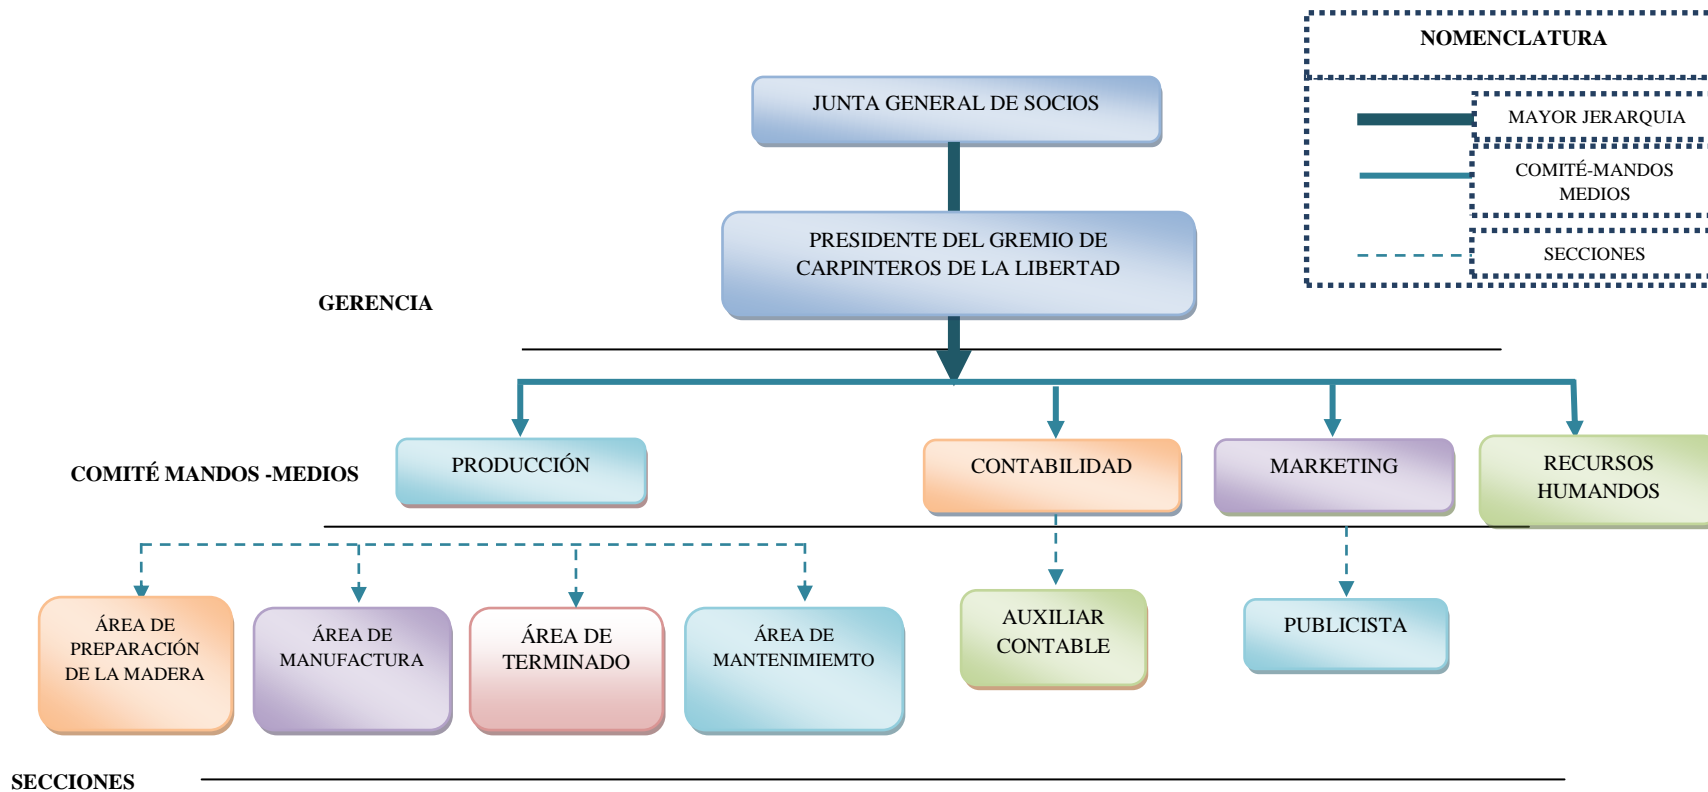 NOMENCLATURA
MAYOR JERARQUIA
COMITÉ-MANDOS
MEDIOS
SECCIONES
JUNTA GENERAL DE SOCIOS
PRESIDENTE DEL GREMIO DE
CARPINTEROS DE LA LIBERTAD
GERENCIA
COMITÉ MANDOS -MEDIOS
PRODUCCIÓN
CONTABILIDAD
MARKETING
RECURSOS
HUMANDOS
ÁREA DE
PREPARACIÓN
DE LA MADERA
ÁREA DE
MANUFACTURA
ÁREA DE
TERMINADO
ÁREA DE
MANTENIMIEMTO
AUXILIAR
CONTABLE
PUBLICISTA
SECCIONES